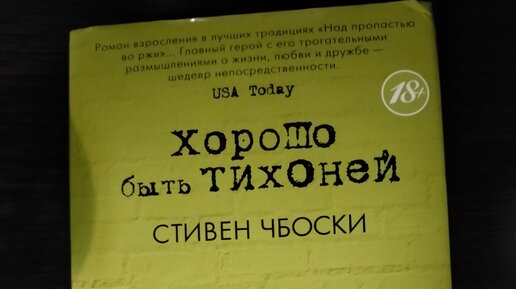 Роман взросления в лучших традициях «Над пропастью
во ржи»... Главный герой с его трогательными
размышлениями о жизни, любви и дружбе —
шедевр непосредственности.
USA Today
18+
хорошо
быть тихоней
СТИВЕН ЧБОСКИ